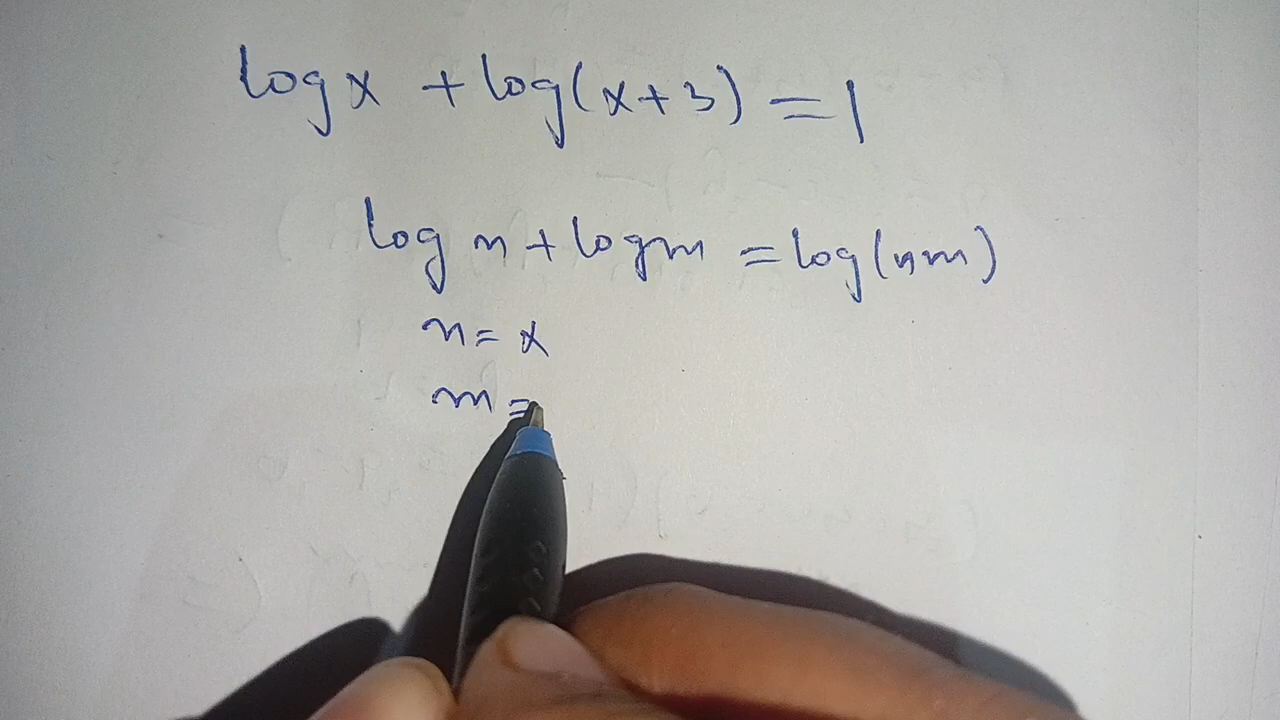 log x + log(x+3) = 1
log n + log m = log(nm)
n = x
m =